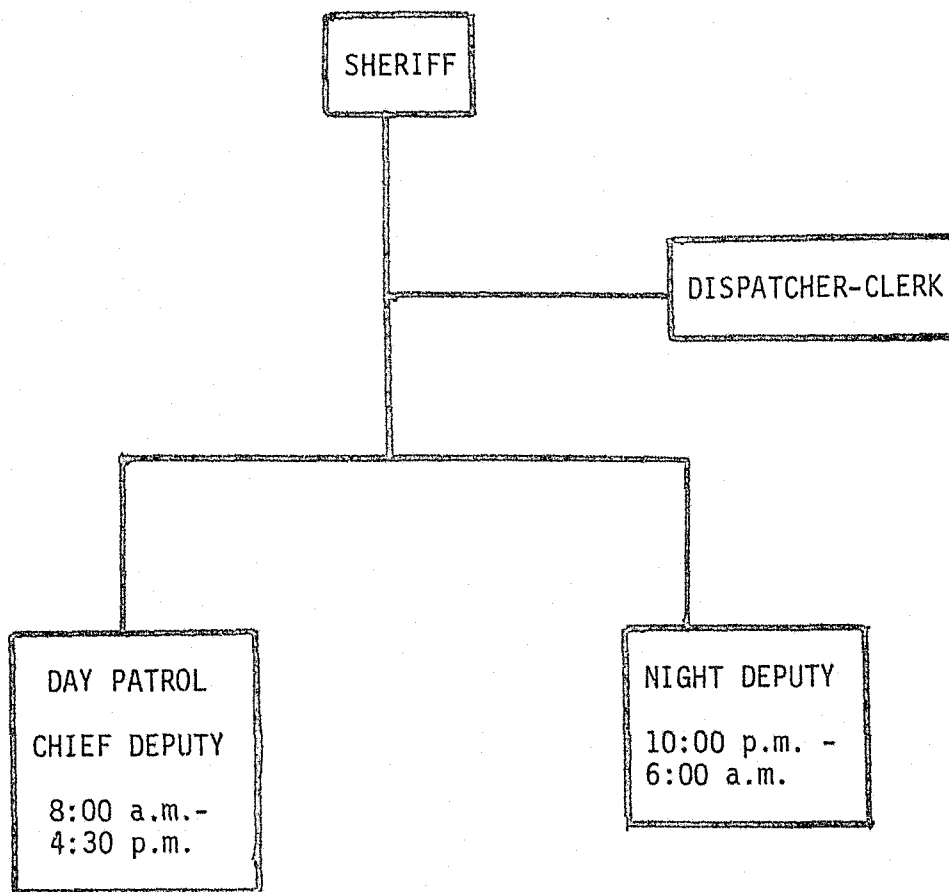 SHERIFF
DISPATCHER-CLERK
DAY PATROL
CHIEF DEPUTY
8:00 a.m.-
4:30 p.m.
NIGHT DEPUTY
10:00 p.m. -
6:00 a.m.